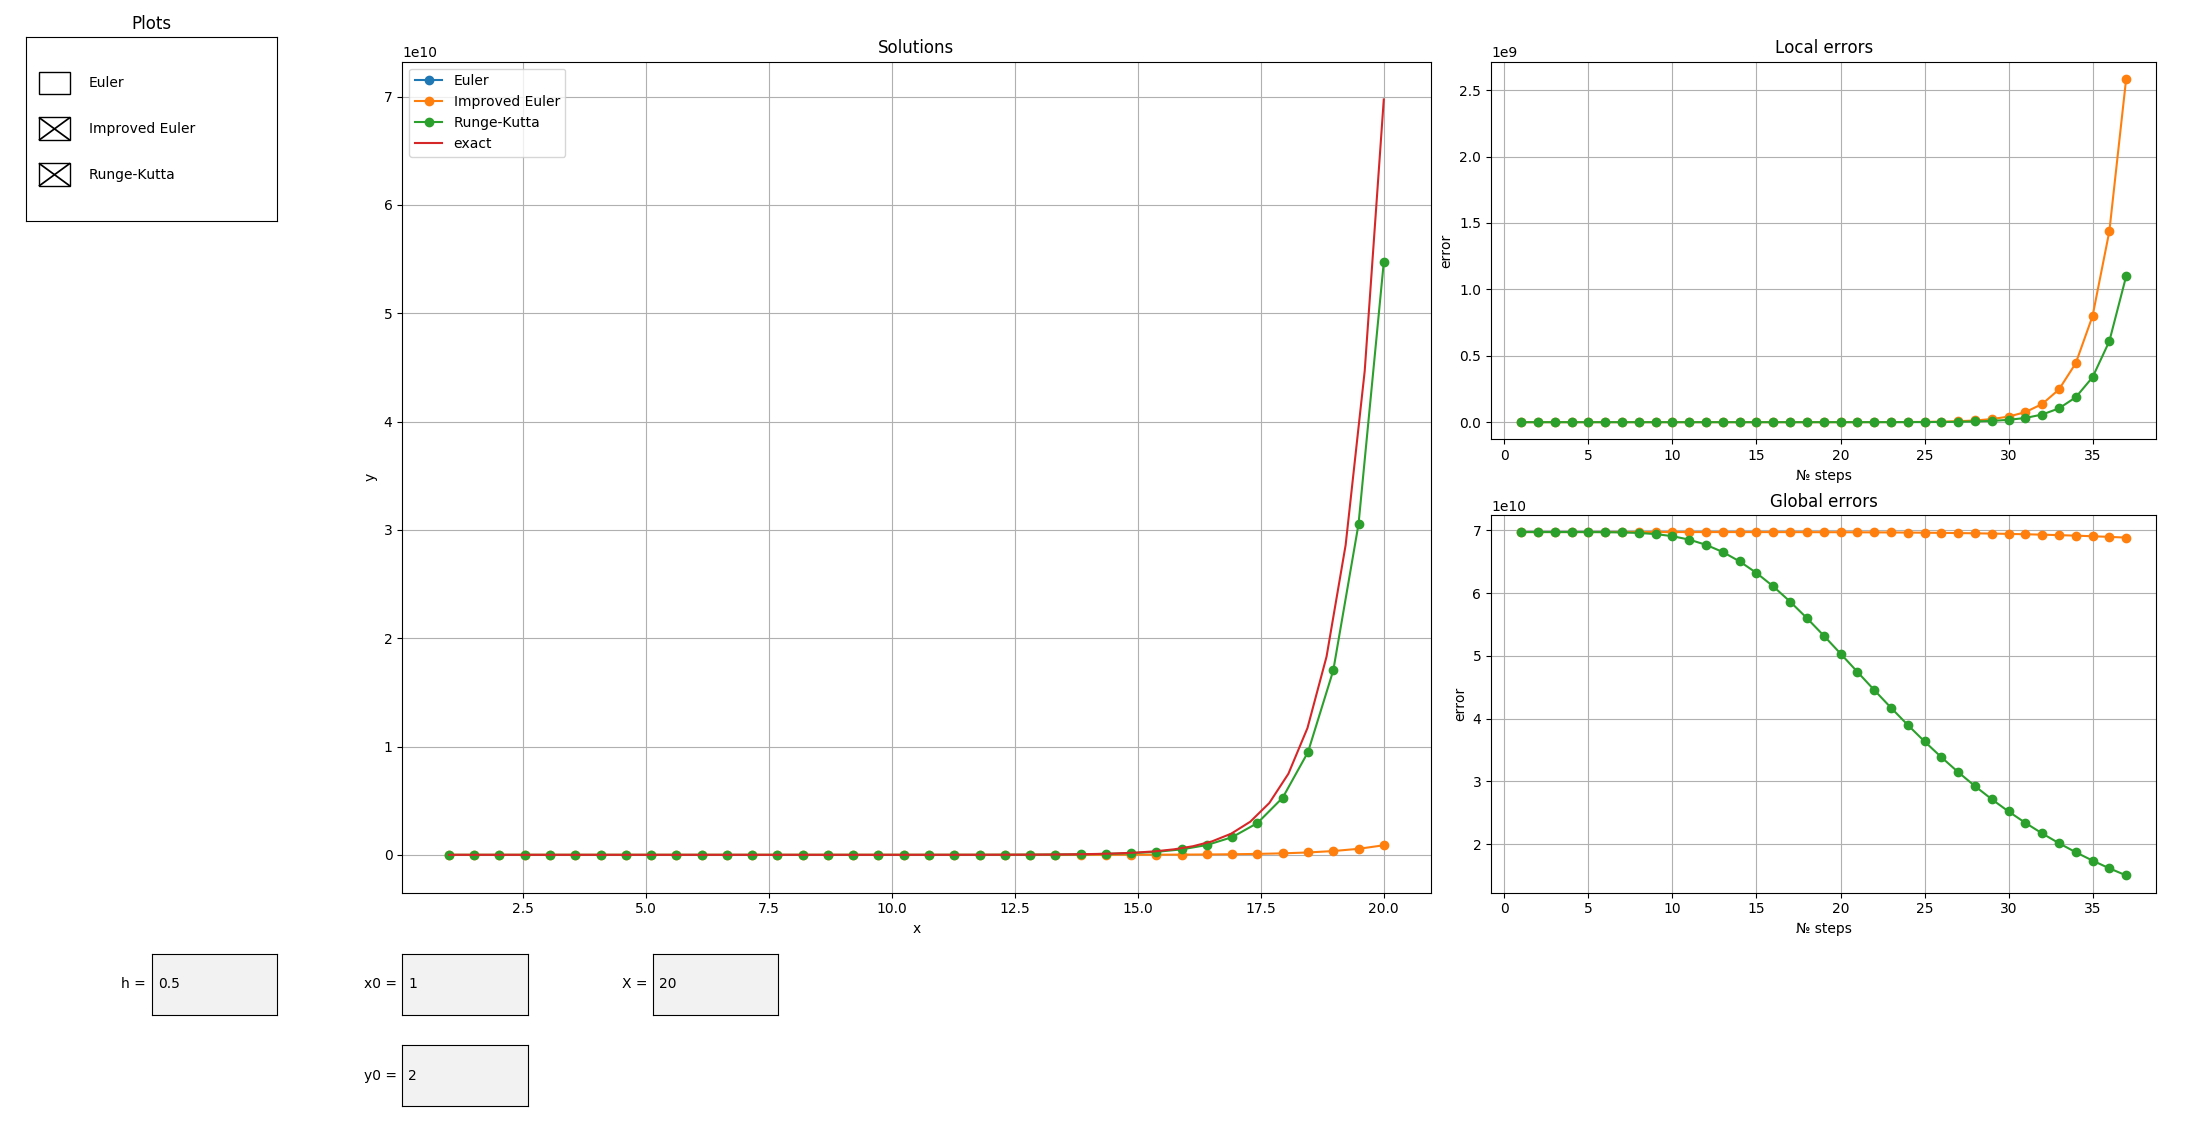 Plots
Euler
Improved Euler
Runge-Kutta
1e10
Solutions
Euler
Improved Euler
Runge-Kutta
exact
7
6
5
4
3
2
1
0
y
2.5
5.0
7.5
10.0
12.5
15.0
17.5
20.0
x
1e9
Local errors
2.5
2.0
1.5
1.0
0.5
0.0
error
0
5
10
15
20
25
30
35
№ steps
1e10
Global errors
7
6
5
4
3
2
error
0
5
10
15
20
25
30
35
№ steps
h = 0.5
x0 = 1
X = 20
y0 = 2